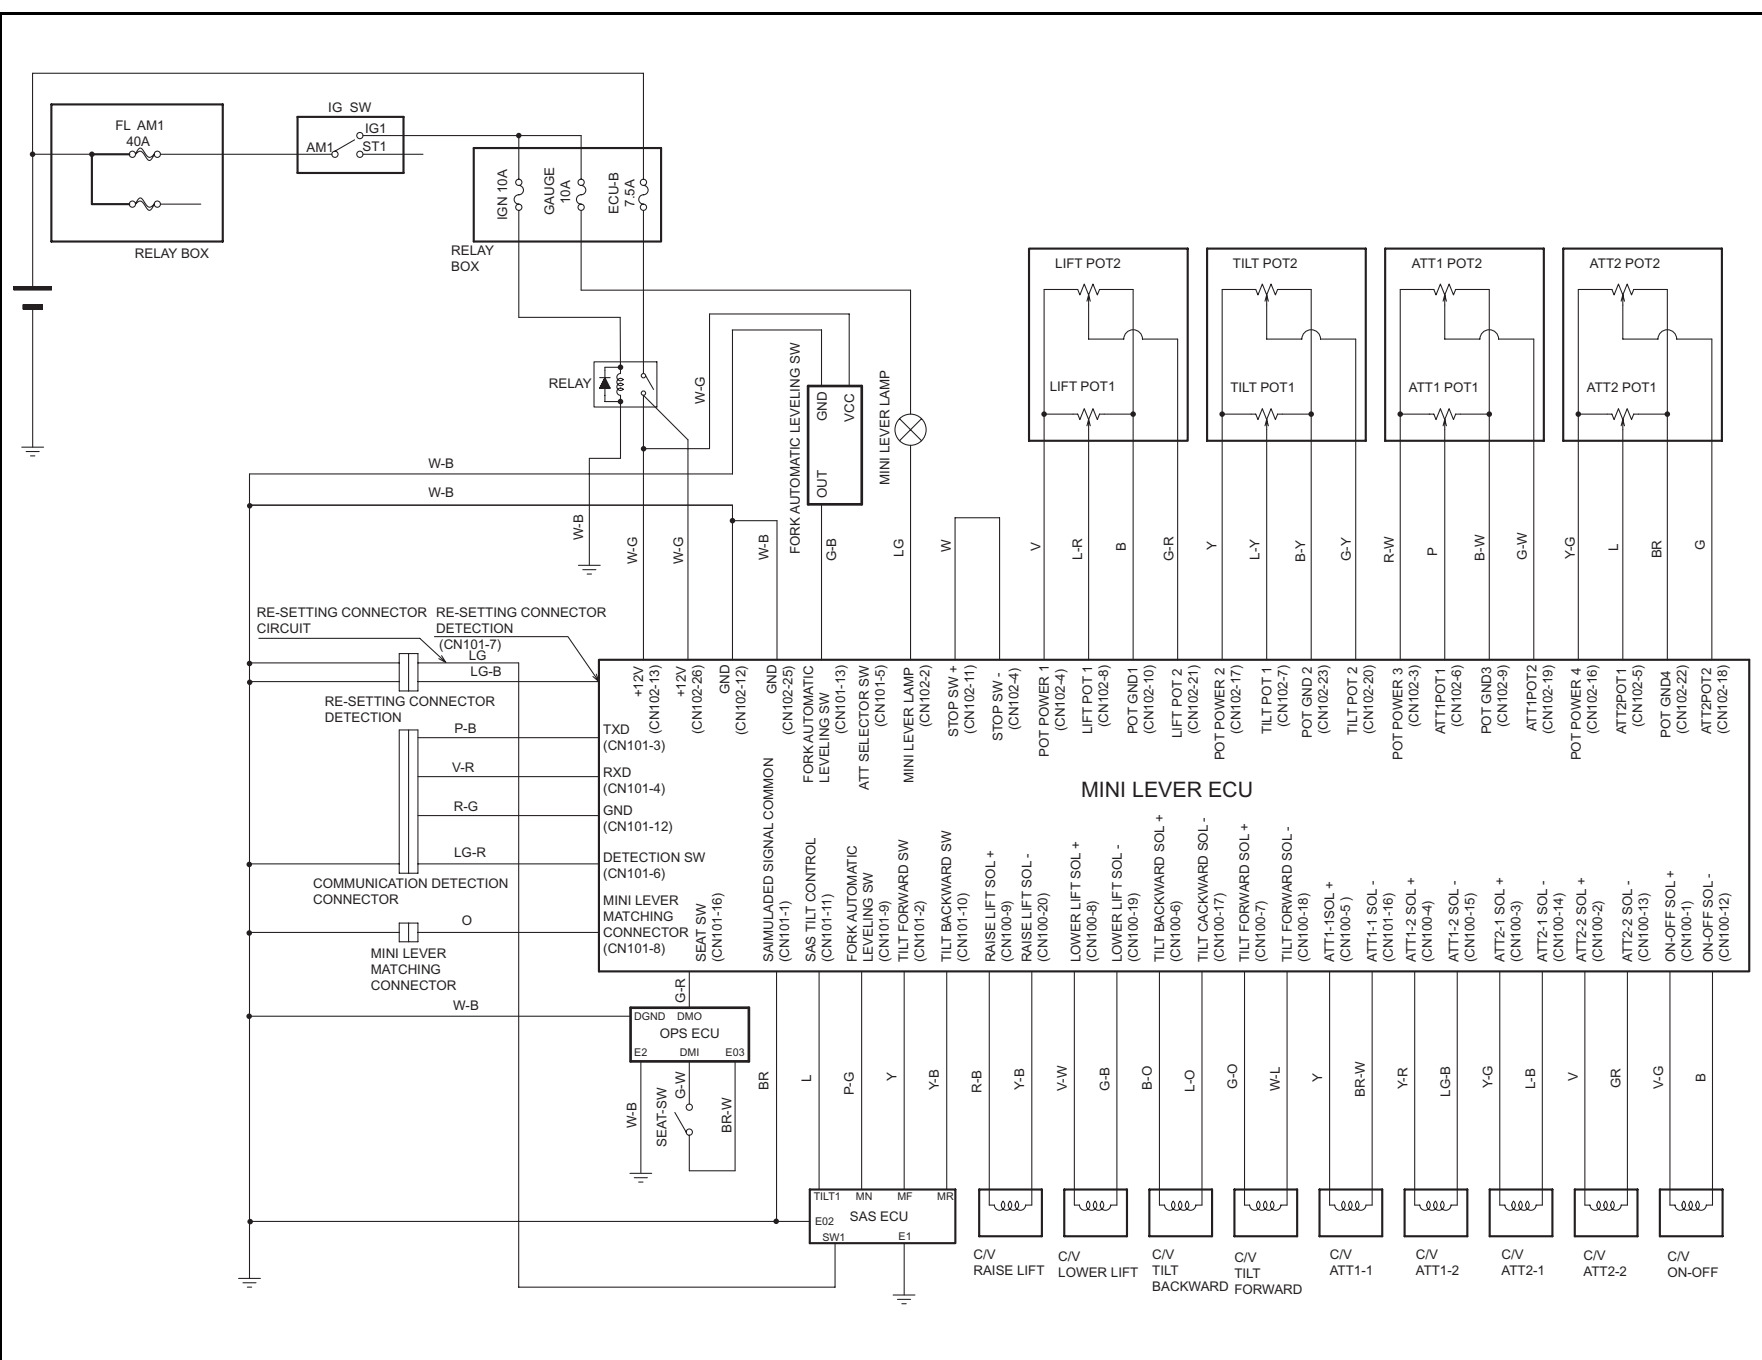 FL AM1
40A
RELAY BOX
IG SW
AM1
IG1
ST1
IGN 10A
GAUGE
10A
ECU-B
7.5A
RELAY
BOX
RELAY
W-G
W-B
W-B
W-B
W-G
W-G
W-B
FORK AUTOMATIC LEVELING SW
GND
VCC
OUT
G-B
MINI LEVER LAMP
LG
W
LIFT POT2
LIFT POT1
TILT POT2
TILT POT1
ATT1 POT2
ATT1 POT1
ATT2 POT2
ATT2 POT1
V
L-R
B
G-R
Y
L-Y
B-Y
G-Y
R-W
P
B-W
G-W
Y-G
L
BR
G
RE-SETTING CONNECTOR
CIRCUIT
RE-SETTING CONNECTOR
DETECTION
(CN101-7)
LG
LG-B
RE-SETTING CONNECTOR
DETECTION
P-B
V-R
R-G
LG-R
COMMUNICATION DETECTION
CONNECTOR
O
MINI LEVER
MATCHING
CONNECTOR
W-B
+12V
(CN102-13)
+12V
(CN102-26)
GND
(CN102-12)
GND
(CN102-25)
FORK AUTOMATIC
LEVELING SW
(CN101-13)
ATT SELECTOR SW
(CN101-5)
MINI LEVER LAMP
(CN102-2)
STOP SW +
(CN102-11)
STOP SW -
(CN102-4)
POT POWER 1
(CN102-4)
LIFT POT 1
(CN102-8)
POT GND1
(CN102-10)
LIFT POT 2
(CN102-21)
POT POWER 2
(CN102-17)
TILT POT 1
(CN102-7)
POT GND 2
(CN102-23)
TILT POT 2
(CN102-20)
POT POWER 3
(CN102-3)
ATT1POT1
(CN102-6)
POT GND3
(CN102-9)
ATT1POT2
(CN102-19)
POT POWER 4
(CN102-16)
ATT2POT1
(CN102-5)
POT GND4
(CN102-22)
ATT2POT2
(CN102-18)
TXD
(CN101-3)
RXD
(CN101-4)
GND
(CN101-12)
DETECTION SW
(CN101-6)
MINI LEVER
MATCHING
CONNECTOR
(CN101-8)
MINI LEVER ECU
SEAT SW
(CN101-16)
SAIMULADED SIGNAL COMMON
(CN101-1)
SAS TILT CONTROL
(CN101-11)
FORK AUTOMATIC
LEVELING SW
(CN101-9)
TILT FORWARD SW
(CN101-2)
TILT BACKWARD SW
(CN101-10)
RAISE LIFT SOL +
(CN100-9)
RAISE LIFT SOL -
(CN100-20)
LOWER LIFT SOL +
(CN100-8)
LOWER LIFT SOL -
(CN100-19)
TILT BACKWARD SOL +
(CN100-6)
TILT CACKWARD SOL -
(CN100-17)
TILT FORWARD SOL +
(CN100-7)
TILT FORWARD SOL -
(CN100-18)
ATT1-1SOL +
(CN100-5 )
ATT1-1 SOL -
(CN101-16)
ATT1-2 SOL +
(CN100-4)
ATT1-2 SOL -
(CN100-15)
ATT2-1 SOL +
(CN100-3)
ATT2-1 SOL -
(CN100-14)
ATT2-2 SOL +
(CN100-2)
ATT2-2 SOL -
(CN100-13)
ON-OFF SOL +
(CN100-1)
ON-OFF SOL -
(CN100-12)
G-R
DGND DMO
OPS ECU
E2 DMI E03
W-B
SEAT-SW
G-W
BR-W
BR
L
P-G
Y
Y-B
R-B
Y-B
V-W
G-B
B-O
L-O
G-O
W-L
Y
BR-W
Y-R
LG-B
Y-G
L-B
V
GR
V-G
B
TILT1 MN MF MR
SAS ECU
E02
SW1
E1
C/V
RAISE LIFT
C/V
LOWER LIFT
C/V
TILT
BACKWARD
C/V
TILT
FORWARD
C/V
ATT1-1
C/V
ATT1-2
C/V
ATT2-1
C/V
ATT2-2
C/V
ON-OFF